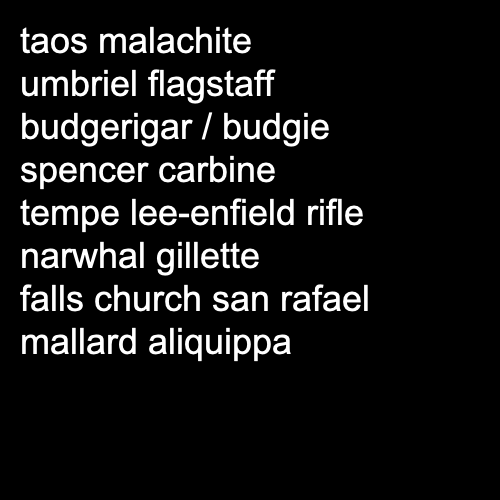 taos malachite
umbriel flagstaff
budgerigar / budgie
spencer carbine
tempe lee-enfield rifle
narwhal gillette
falls church san rafael
mallard aliquippa